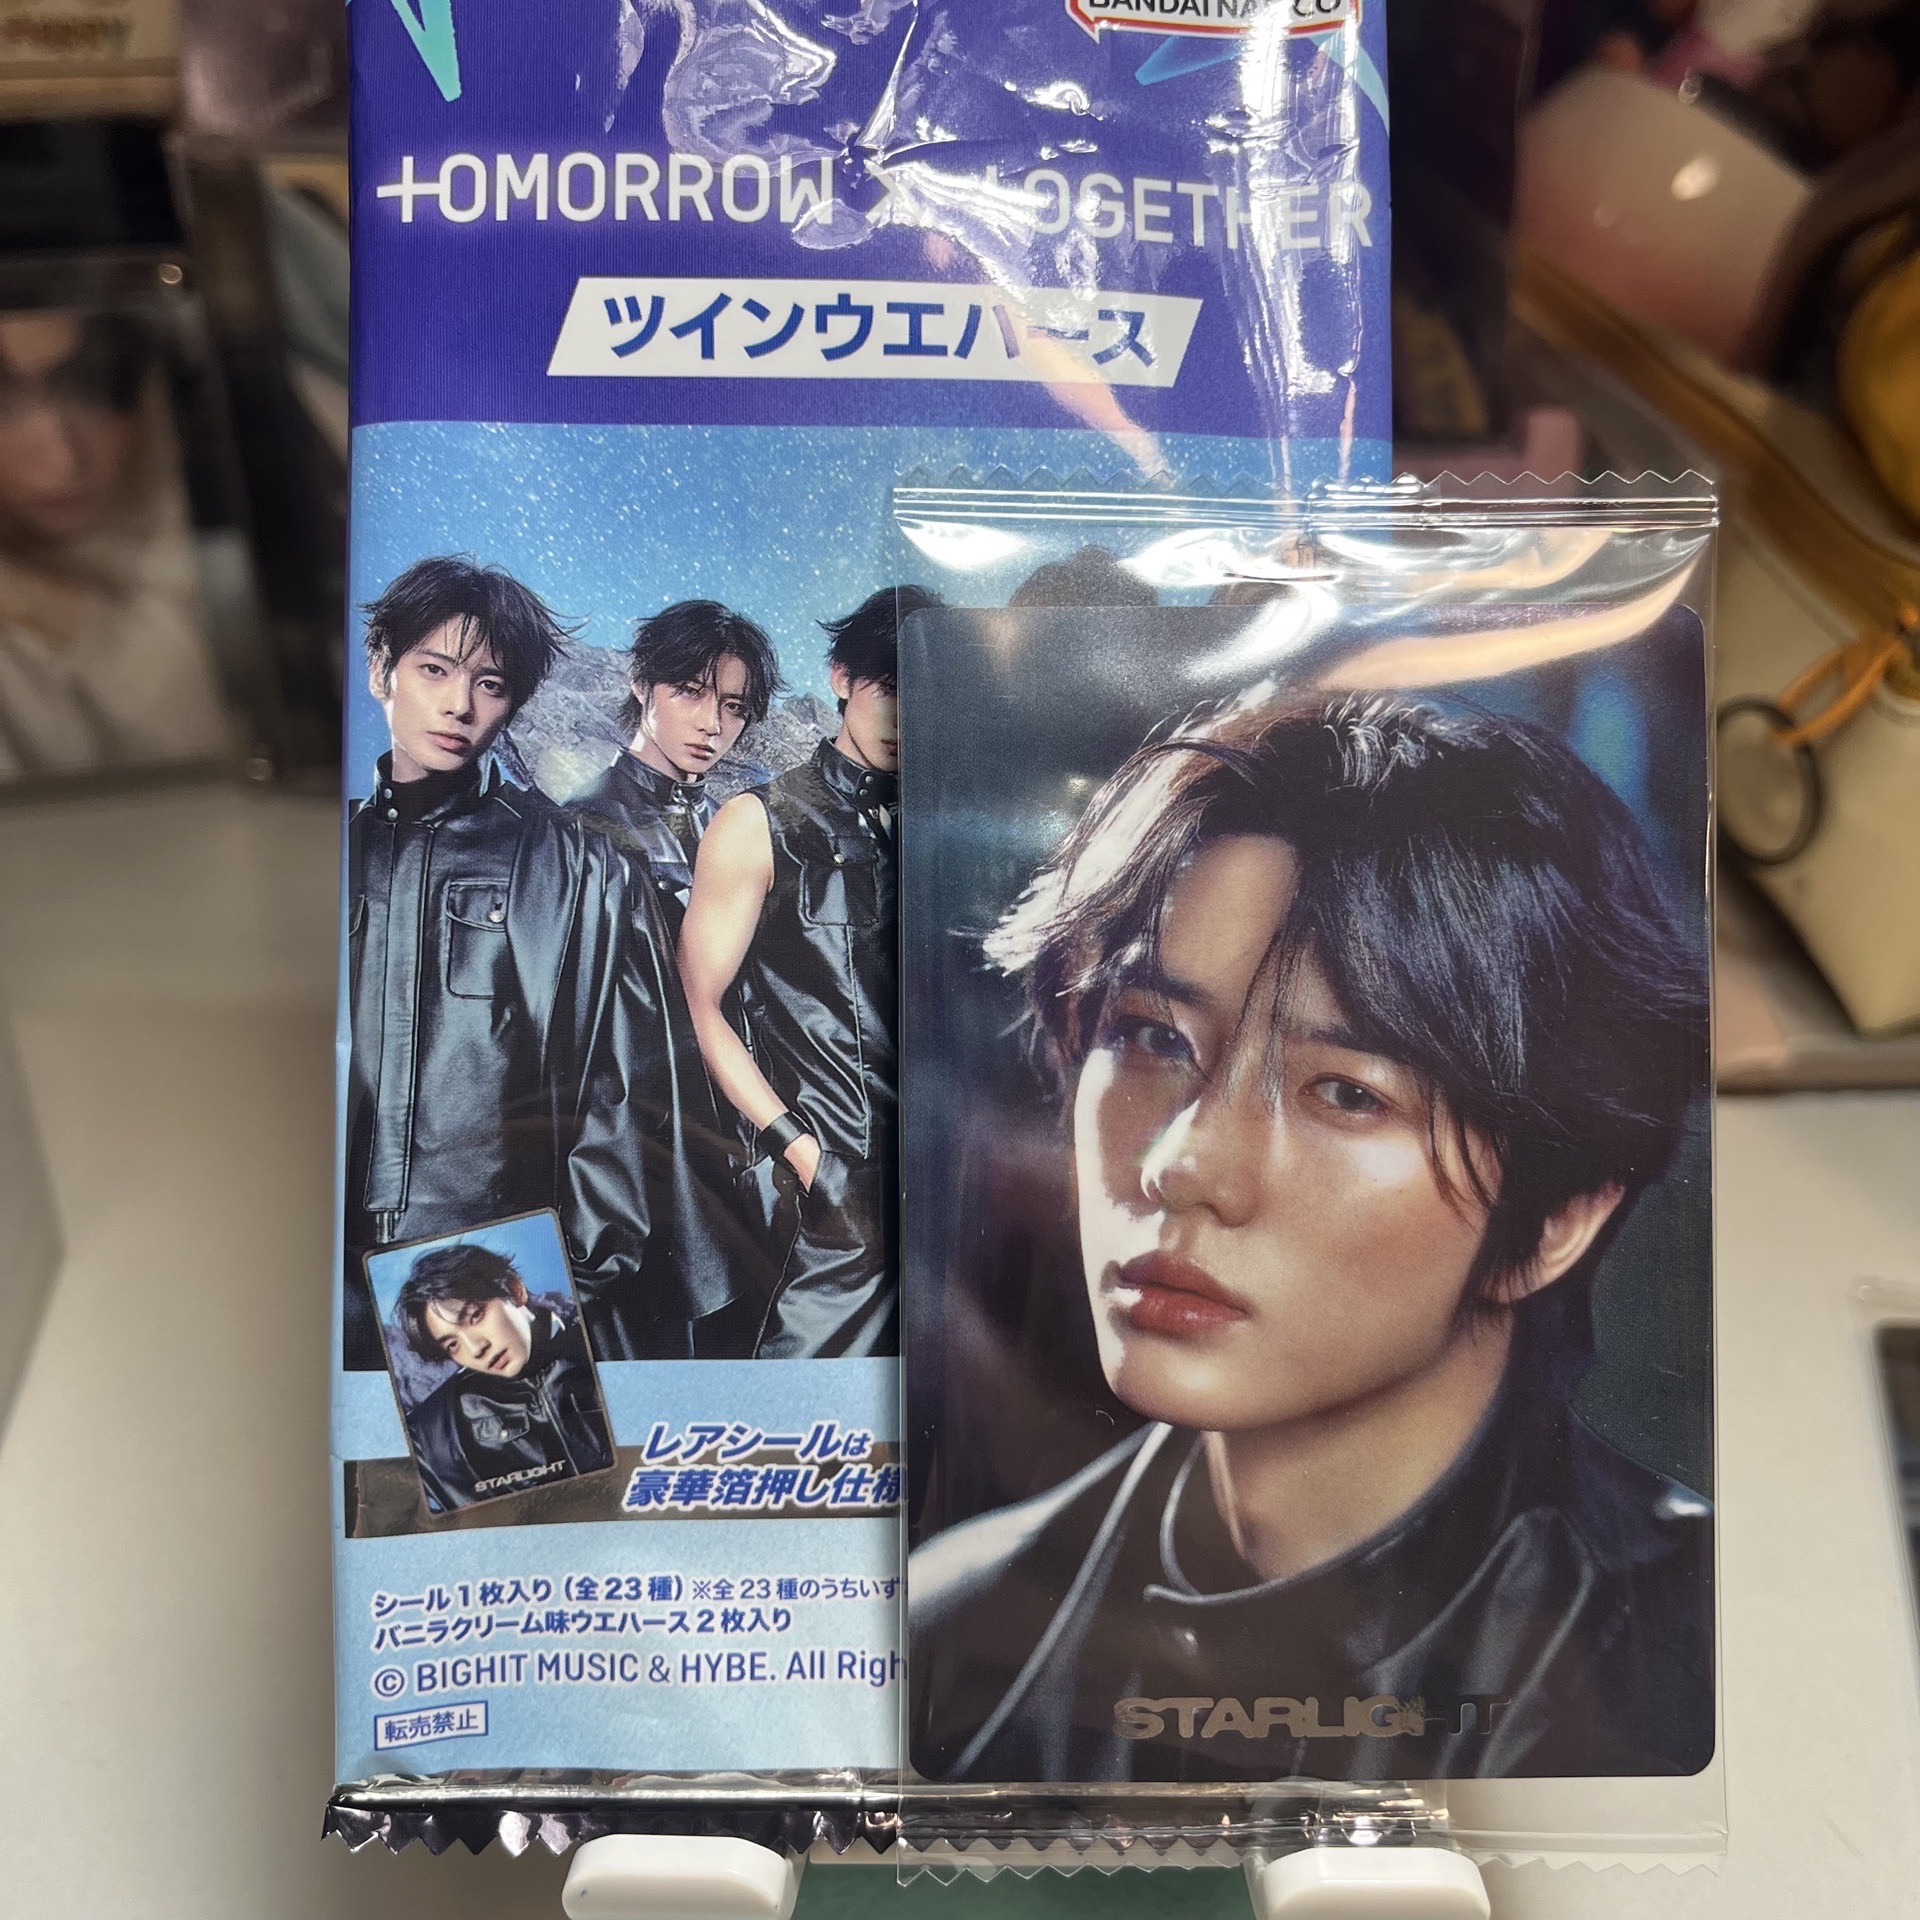 BANDAI NAMCO
TOMORROW X TOGETHER
ツインウエハース
STARLIGHT
レアシールは
豪華箔押し仕様
シール1枚入り(全23種)※全23種のうちいず
バニラクリーム味ウエハース2枚入り
© BIGHIT MUSIC & HYBE. All Righ
転売禁止
STARLIGHT